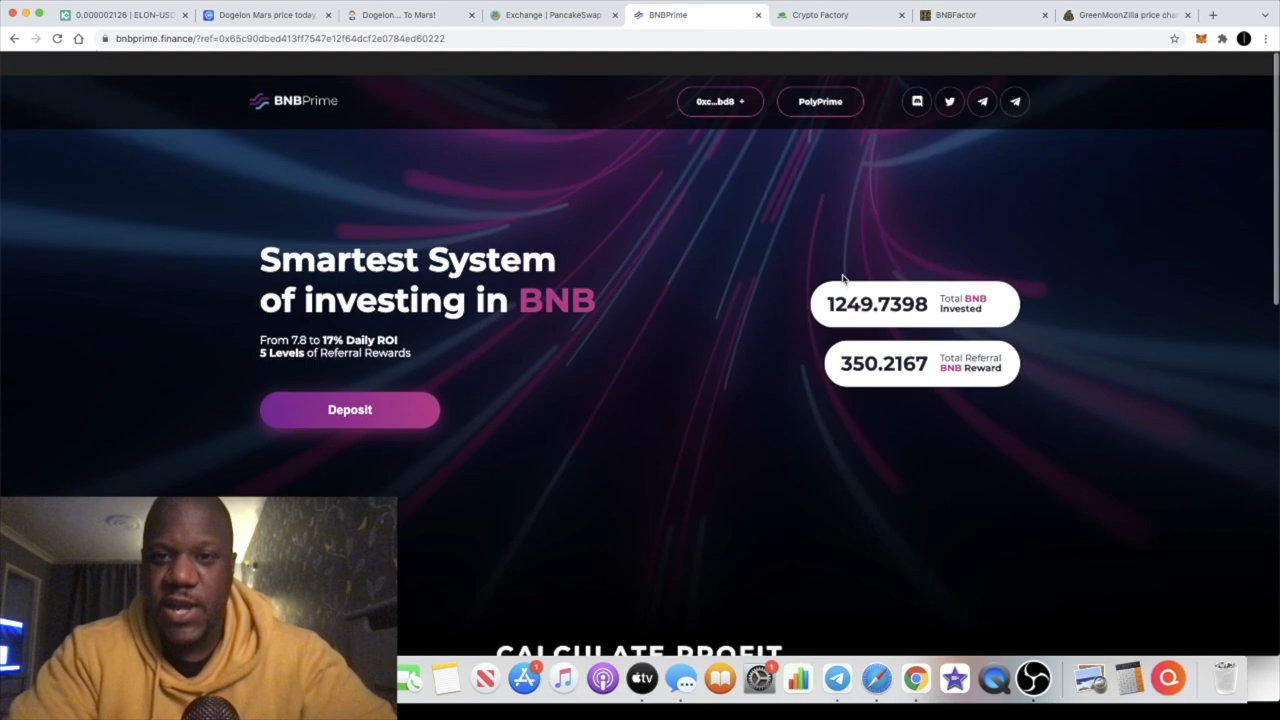 0.000002126 | ELON-USD
Dogelon Mars price today,
Dogelon... To Mars!
Exchange | PancakeSwap
BNBPrime
Crypto Factory
BNBFactor
GreenMoonZilla price char
bnbprime.finance/?ref=0x65c90dbed413ff7547e12f64dcf2e0784ed60222
BNBPrime
0xc...bd8 +
PolyPrime
Smartest System
of investing in BNB
From 7.8 to 17% Daily ROI
5 Levels of Referral Rewards
Deposit
1249.7398
Total BNB
Invested
350.2167
Total Referral
BNB Reward
CALCULATE PROFIT
tv